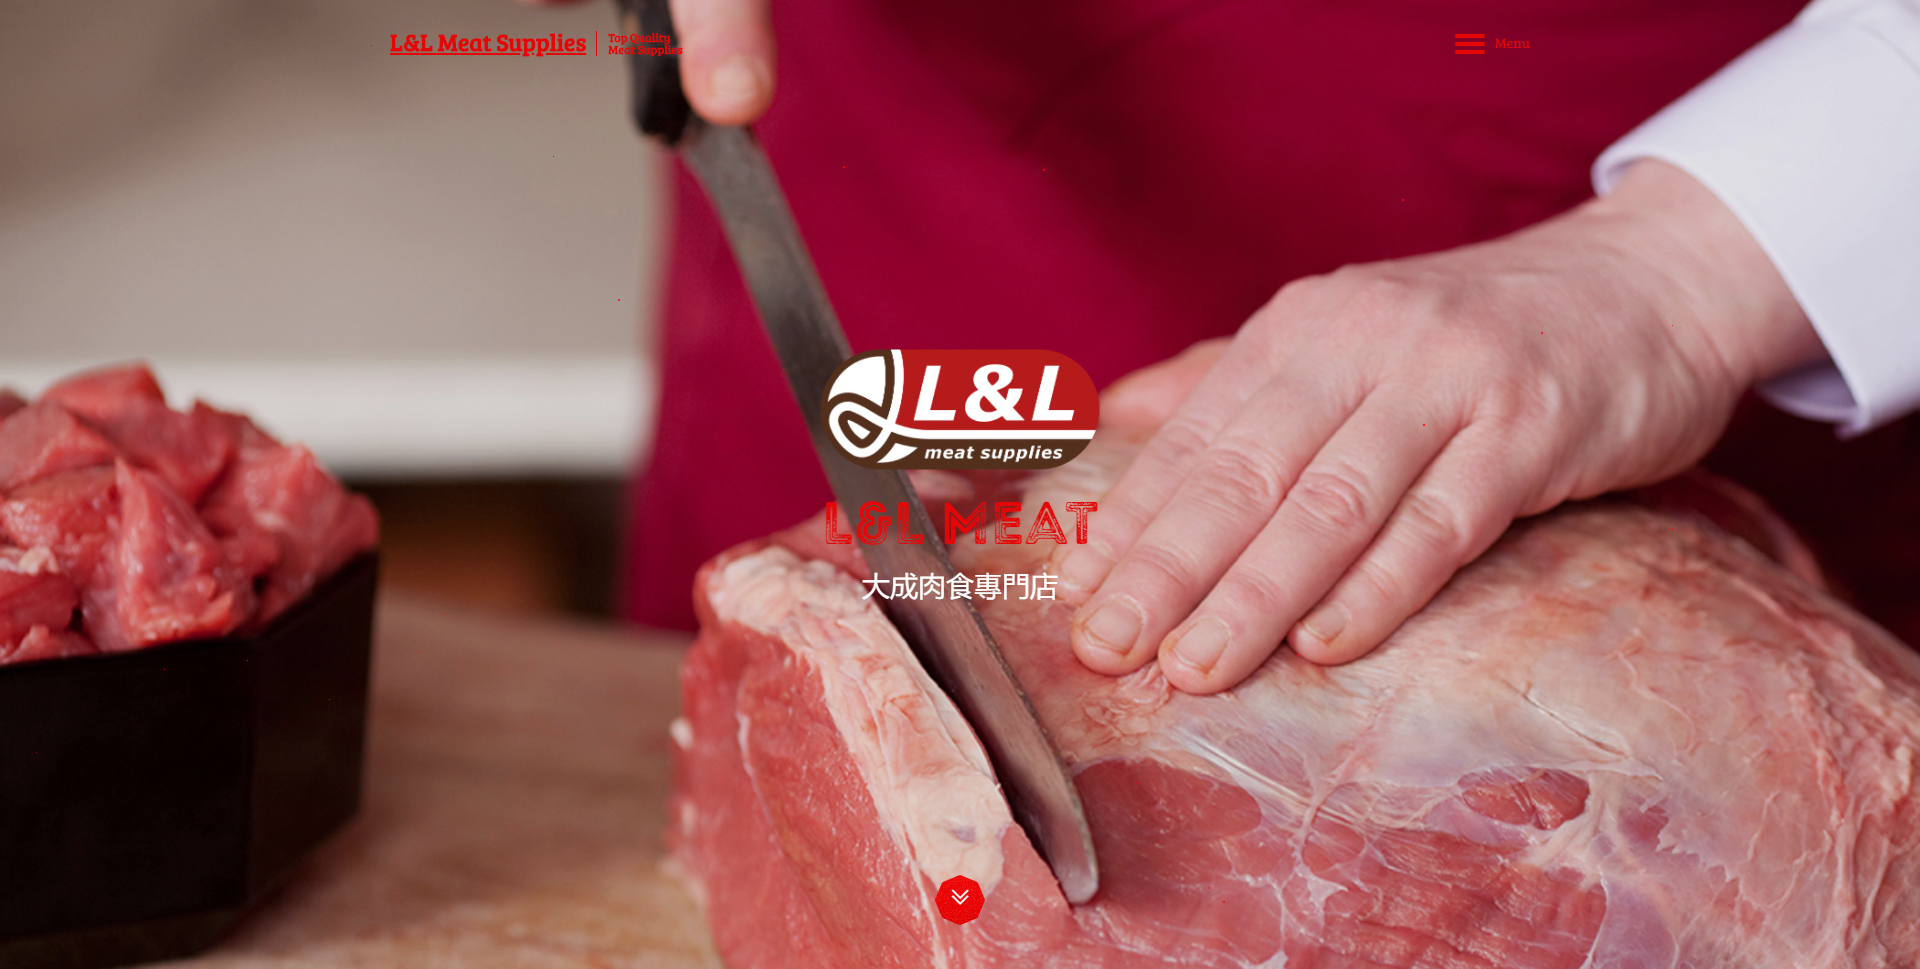 L&L Meat Supplies
Top Quality
Meat Supplies
Menu
L&L
meat supplies
L&L MEAT
大成肉食專門店